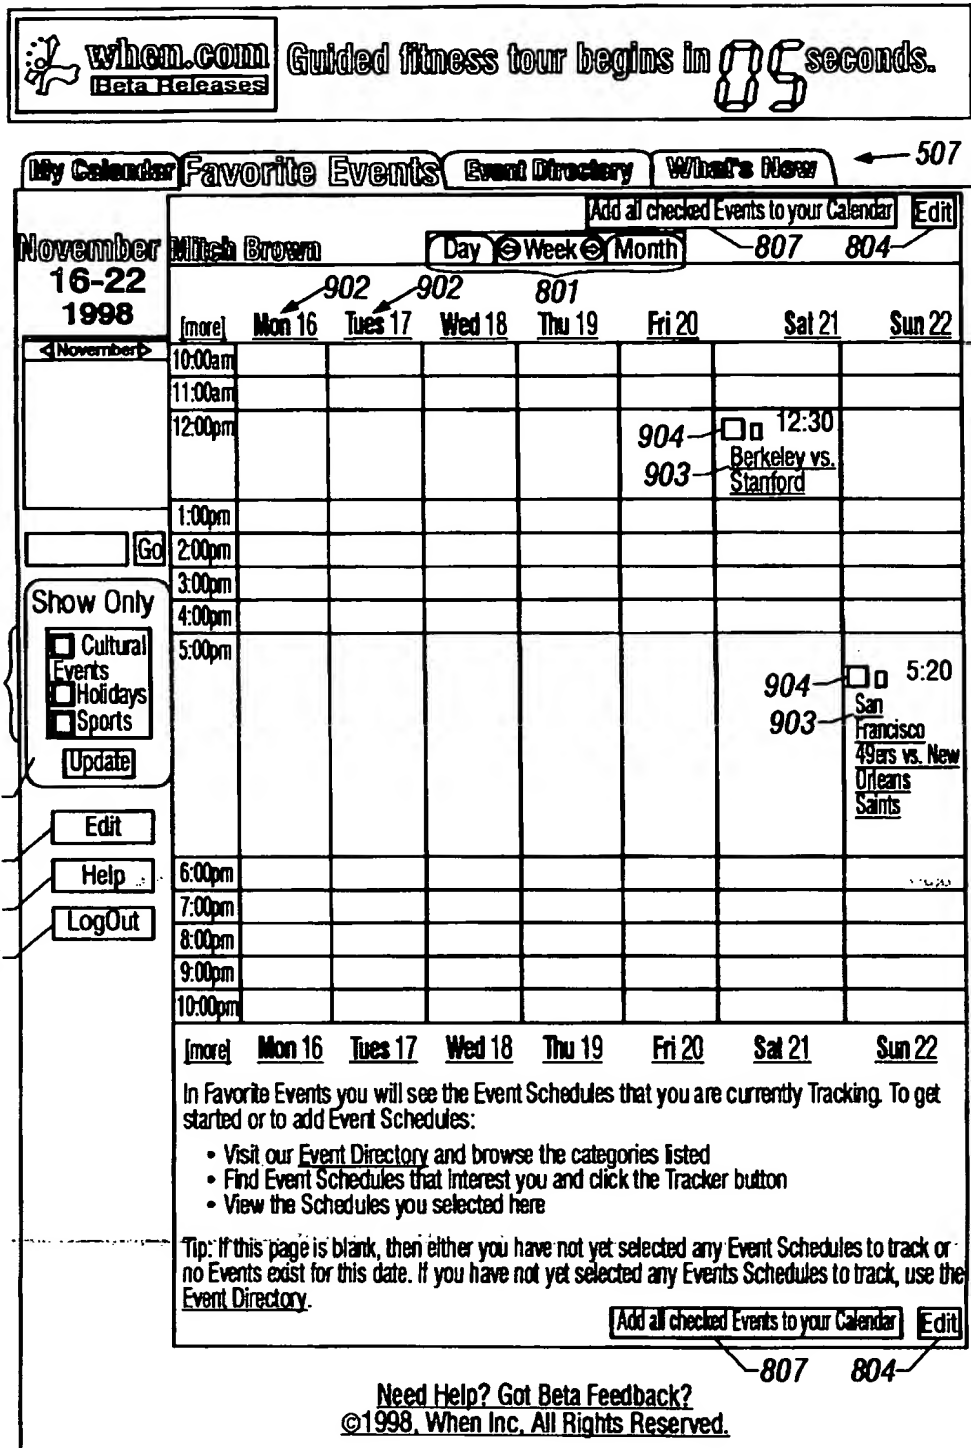 when.com Guided fitness tour begins in 05 seconds.
Beta Releases
My Calendar Favorite Events Event Directory What's New 507
Add all checked Events to your Calendar Edit
November Mitch Brown Day Week Month 807 804
16-22 902 902 801
1998 [more] Mon 16 Tues 17 Wed 18 Thu 19 Fri 20 Sat 21 Sun 22
November 10:00am
11:00am
12:00pm 904 12:30
903 Berkeley vs.
Stanford
1:00pm
Go 2:00pm
3:00pm
Show Only 4:00pm
Cultural 5:00pm
Events 904 5:20
Holidays 903 San
Sports Francisco
Update 49ers vs. New
Orleans
Saints
Edit
Help 6:00pm
7:00pm
LogOut 8:00pm
9:00pm
10:00pm
[more] Mon 16 Tues 17 Wed 18 Thu 19 Fri 20 Sat 21 Sun 22
In Favorite Events you will see the Event Schedules that you are currently Tracking. To get
started or to add Event Schedules:
• Visit our Event Directory and browse the categories listed
• Find Event Schedules that interest you and click the Tracker button
• View the Schedules you selected here
Tip: If this page is blank, then either you have not yet selected any Event Schedules to track or
no Events exist for this date. If you have not yet selected any Events Schedules to track, use the
Event Directory.
Add all checked Events to your Calendar Edit
807 804
Need Help? Got Beta Feedback?
©1998, When Inc, All Rights Reserved.